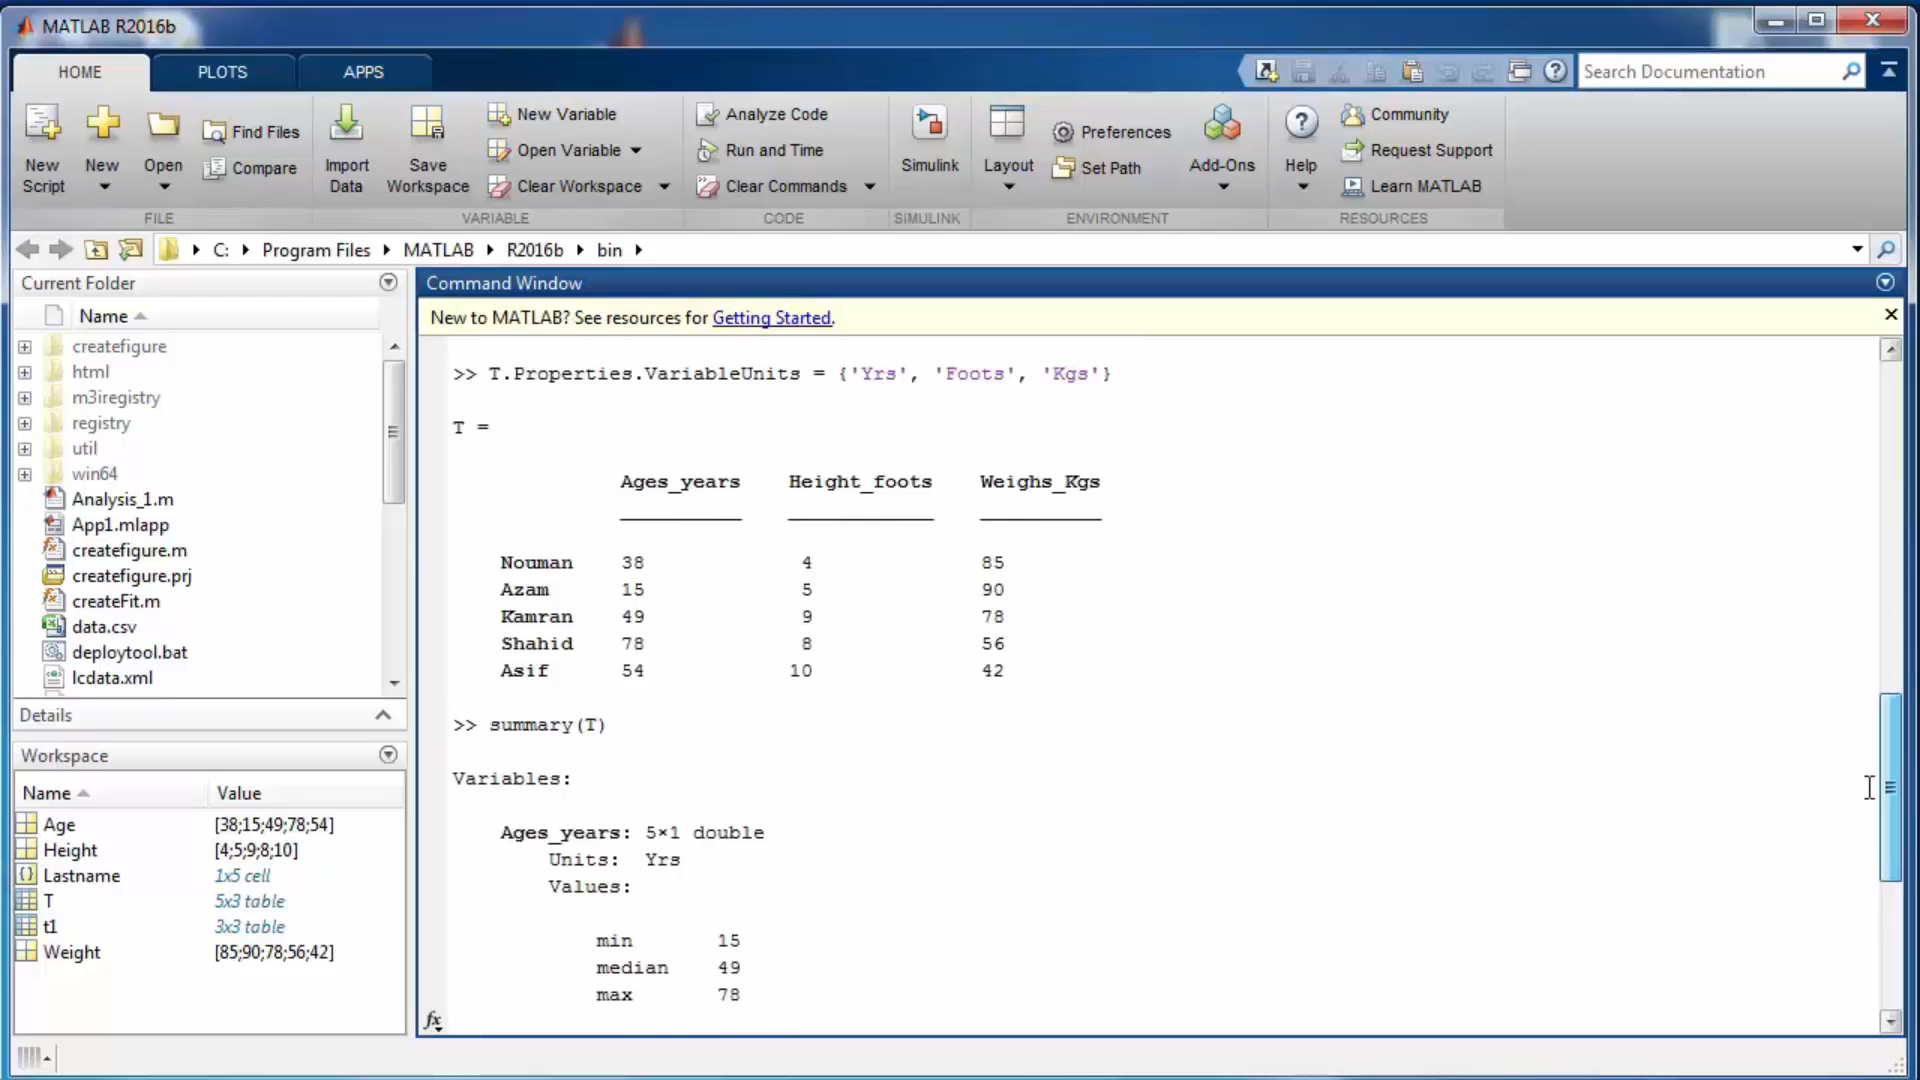 MATLAB R2016b
HOME PLOTS APPS
Search Documentation
New Script
New
Open
Find Files
Compare
Import Data
Save Workspace
New Variable
Open Variable
Clear Workspace
Analyze Code
Run and Time
Clear Commands
Simulink
Layout
Preferences
Set Path
Add-Ons
Help
Community
Request Support
Learn MATLAB
FILE VARIABLE CODE SIMULINK ENVIRONMENT RESOURCES
C: Program Files MATLAB R2016b bin
Current Folder
Name
createfigure
html
m3iregistry
registry
util
win64
Analysis_1.m
App1.mlapp
createfigure.m
createfigure.prj
createFit.m
data.csv
deploytool.bat
lcdata.xml
Details
Workspace
Name Value
Age [38;15;49;78;54]
Height [4;5;9;8;10]
Lastname 1x5 cell
T 5x3 table
t1 3x3 table
Weight [85;90;78;56;42]
Command Window
New to MATLAB? See resources for Getting Started.
>> T.Properties.VariableUnits = {'Yrs', 'Foots', 'Kgs'}
T =
Ages_years Height_foots Weighs_Kgs
Nouman 38 4 85
Azam 15 5 90
Kamran 49 9 78
Shahid 78 8 56
Asif 54 10 42
>> summary(T)
Variables:
Ages_years: 5×1 double
Units: Yrs
Values:
min 15
median 49
max 78
fx